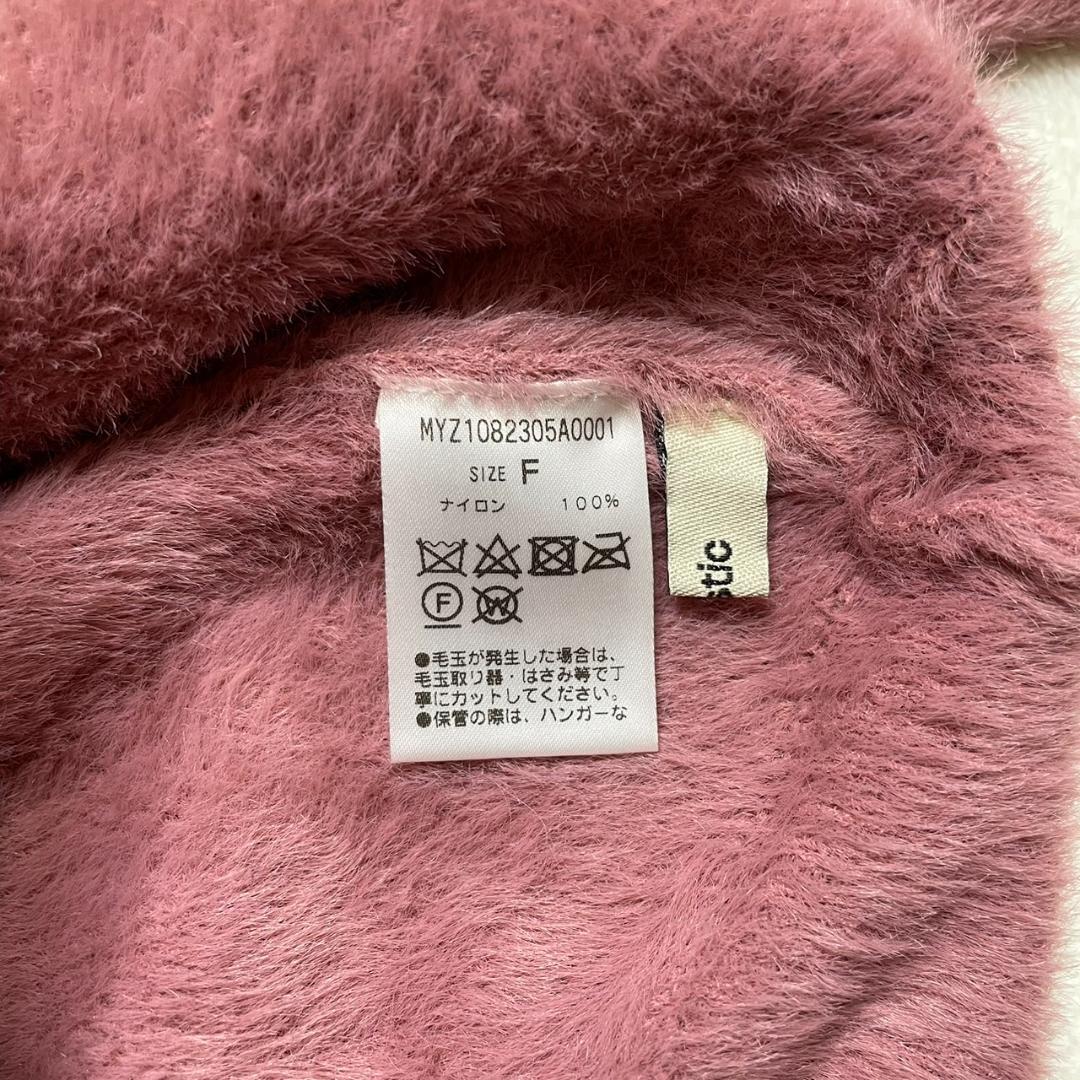 MYZ1082305A0001
SIZE F
ナイロン 100%
F
W
●毛玉が発生した場合は、
毛玉取り器・はさみ等で丁
寧にカットしてください。
●保管の際は、ハンガーな
stic